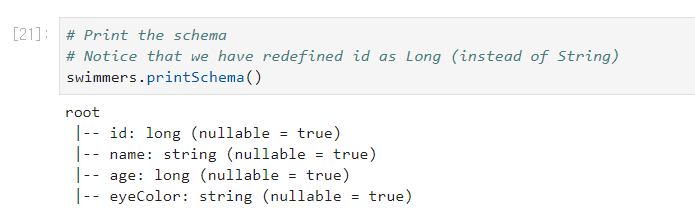 [21]: # Print the schema
# Notice that we have redefined id as Long (instead of String)
swimmers.printSchema()
root
|-- id: long (nullable = true)
|-- name: string (nullable = true)
|-- age: long (nullable = true)
|-- eyeColor: string (nullable = true)